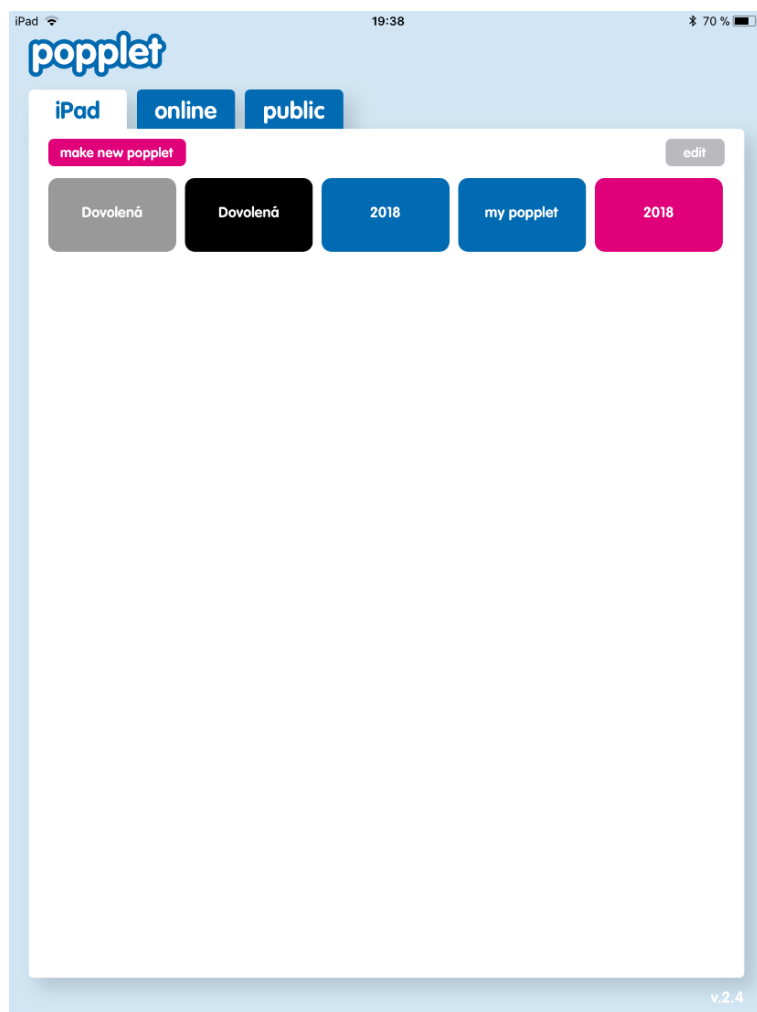 iPad 19:38 70 %
popplet
iPad online public
make new popplet edit
Dovolená Dovolená 2018 my popplet 2018
v.2.4